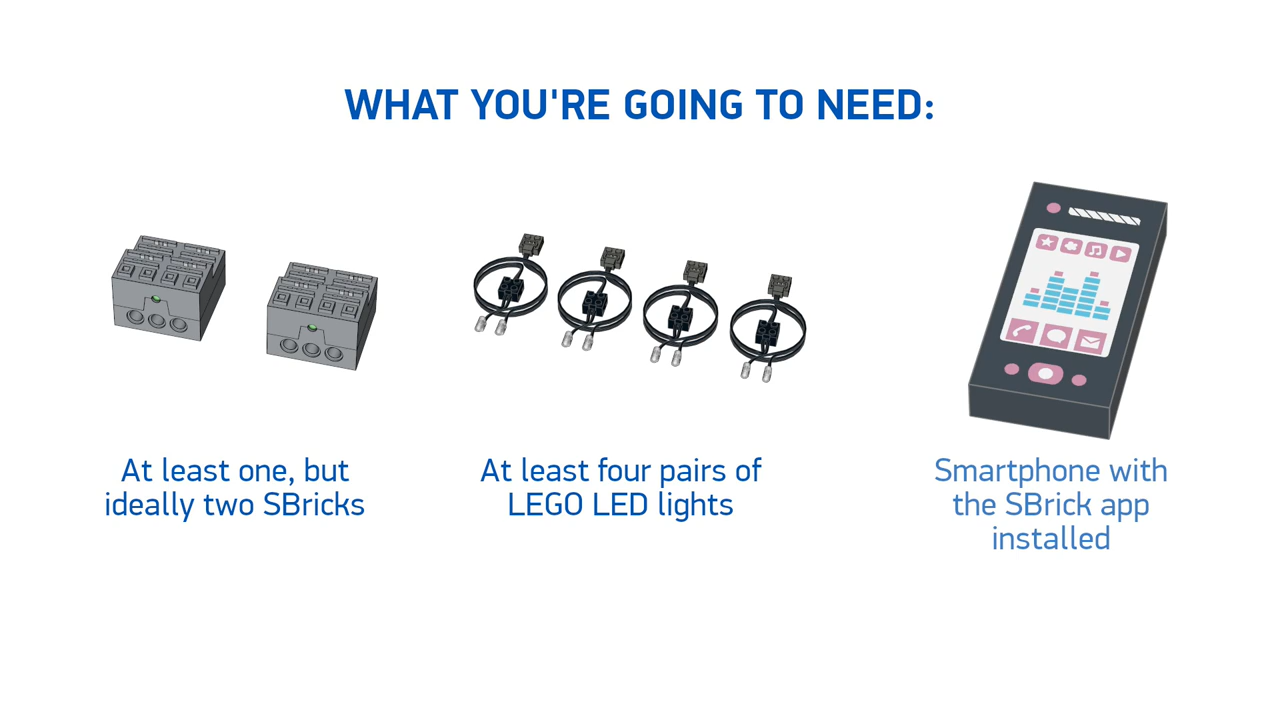 WHAT YOU'RE GOING TO NEED:
At least one, but
ideally two SBricks
At least four pairs of
LEGO LED lights
Smartphone with
the SBrick app
installed